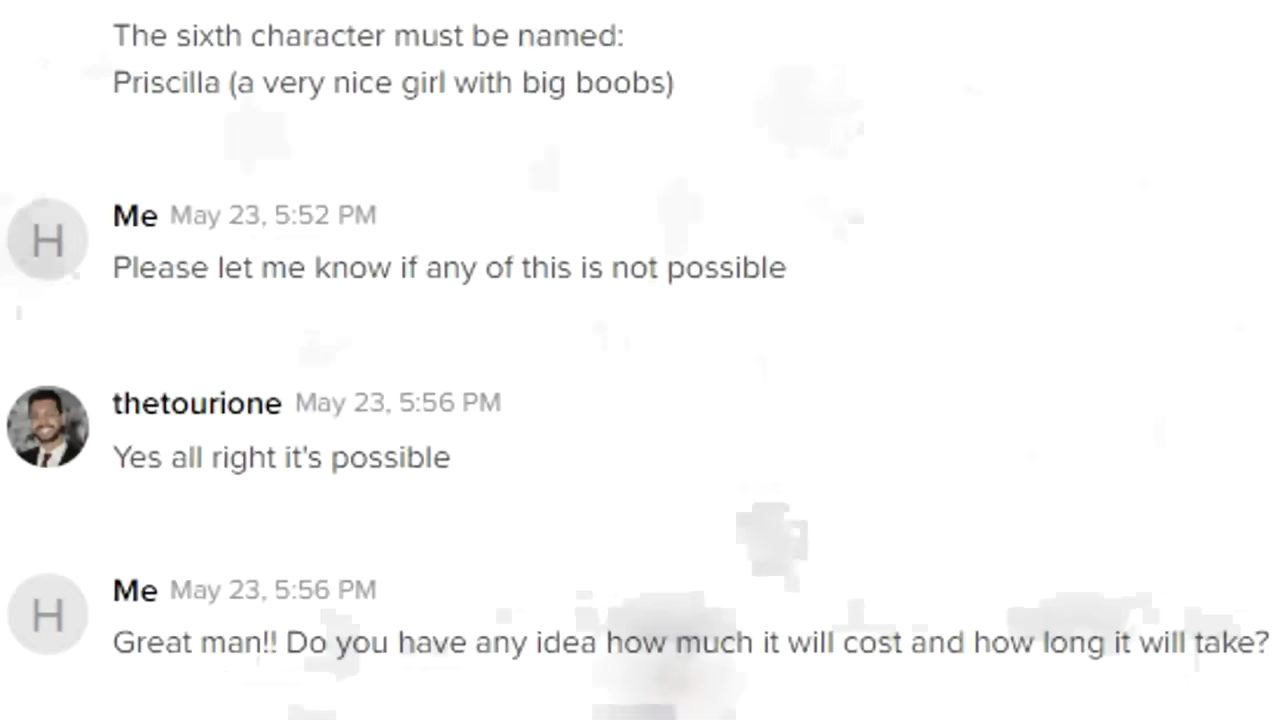 The sixth character must be named:
Priscilla (a very nice girl with big boobs)
H
Me May 23, 5:52 PM
Please let me know if any of this is not possible
thetourione May 23, 5:56 PM
Yes all right it's possible
H
Me May 23, 5:56 PM
Great man!! Do you have any idea how much it will cost and how long it will take?